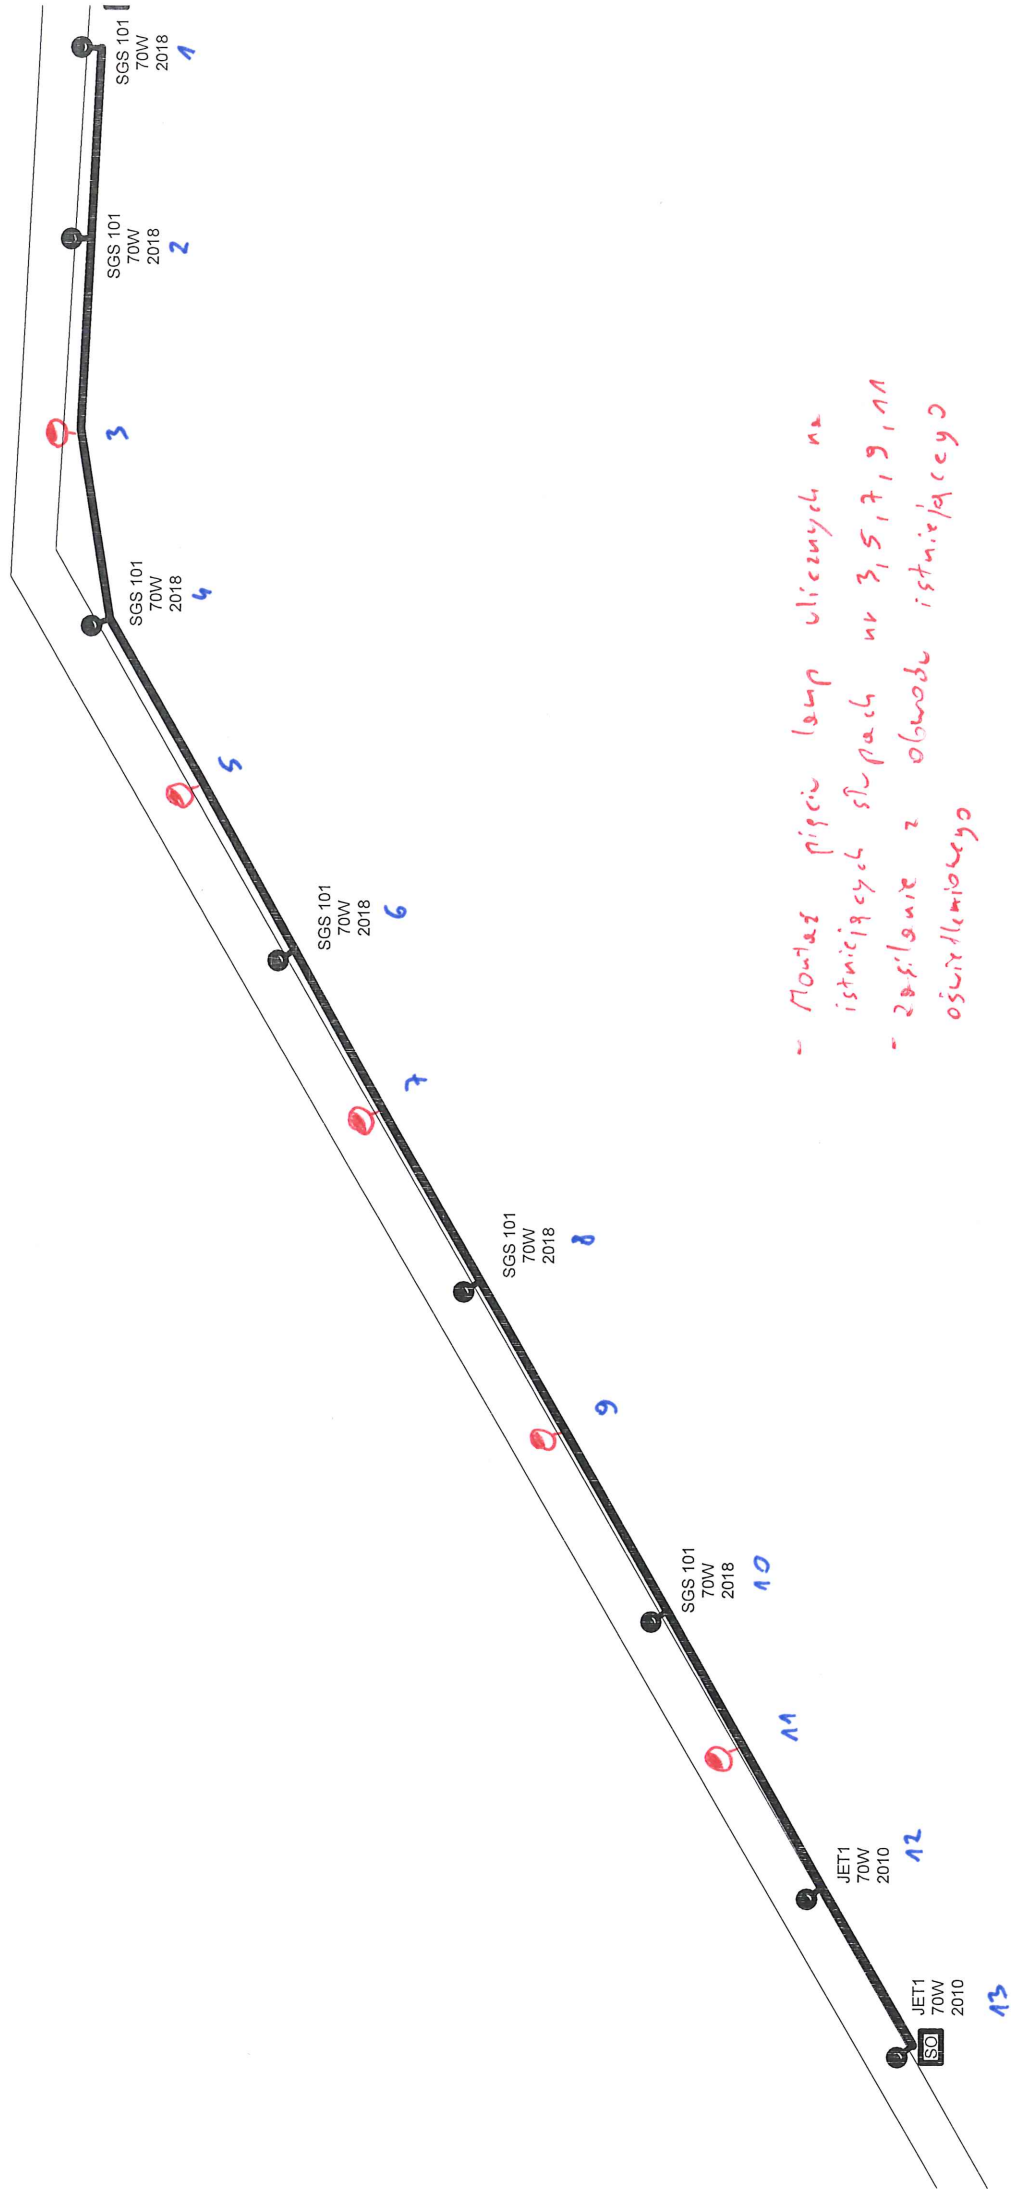 SGS 101
70W
2018
1
SGS 101
70W
2018
2
3
SGS 101
70W
2018
4
5
SGS 101
70W
2018
6
7
SGS 101
70W
2018
8
9
SGS 101
70W
2018
10
11
JET1
70W
2010
12
JET1
70W
2010
13
SO
- Montaż pięciu lamp ulicznych na
istniejących słupach nr 3, 5, 7, 9, 11
- zasilanie z obwodu istniejącego
oświetleniowego